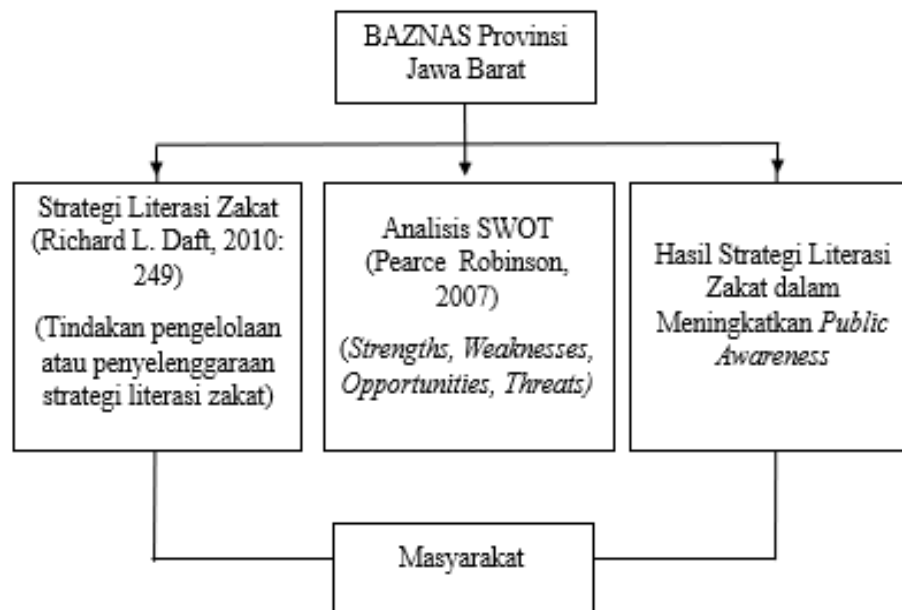 BAZNAS Provinsi
Jawa Barat
Strategi Literasi Zakat
(Richard L. Daft, 2010:
249)
(Tindakan pengelolaan
atau penyelenggaraan
strategi literasi zakat)
Analisis SWOT
(Pearce Robinson,
2007)
(Strengths, Weaknesses,
Opportunities, Threats)
Hasil Strategi Literasi
Zakat dalam
Meningkatkan Public
Awareness
Masyarakat